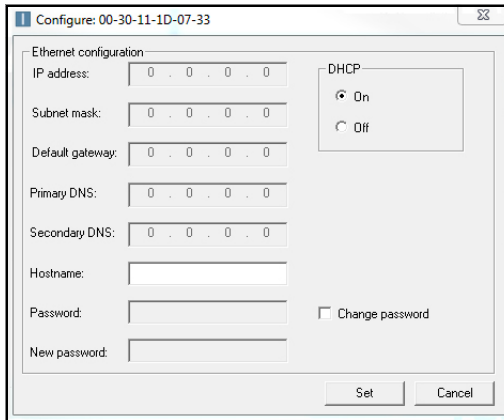 Configure: 00-30-11-1D-07-33
Ethernet configuration
IP address: 0 . 0 . 0 . 0
DHCP
On
Off
Subnet mask: 0 . 0 . 0 . 0
Default gateway: 0 . 0 . 0 . 0
Primary DNS: 0 . 0 . 0 . 0
Secondary DNS: 0 . 0 . 0 . 0
Hostname:
Password:
Change password
New password:
Set Cancel